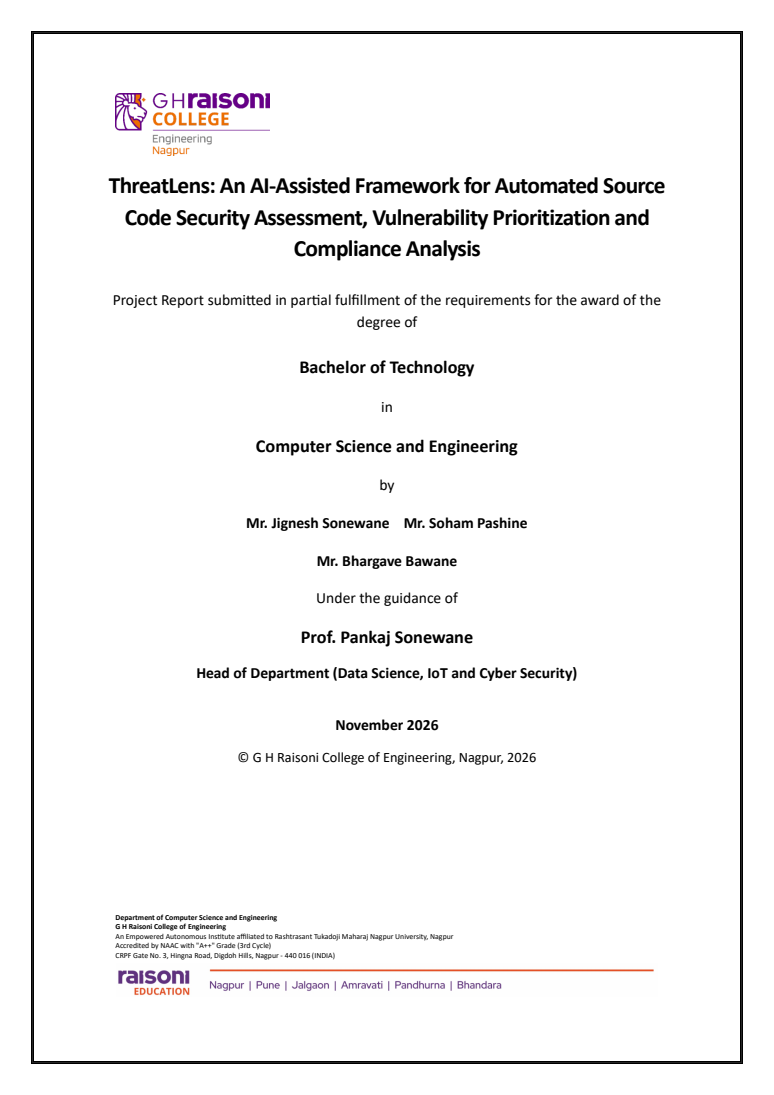 GHraisoni
COLLEGE
Engineering
Nagpur
ThreatLens: An AI-Assisted Framework for Automated Source
Code Security Assessment, Vulnerability Prioritization and
Compliance Analysis
Project Report submitted in partial fulfillment of the requirements for the award of the
degree of
Bachelor of Technology
in
Computer Science and Engineering
by
Mr. Jignesh Sonewane Mr. Soham Pashine
Mr. Bhargave Bawane
Under the guidance of
Prof. Pankaj Sonewane
Head of Department (Data Science, IoT and Cyber Security)
November 2026
© G H Raisoni College of Engineering, Nagpur, 2026
Department of Computer Science and Engineering
G H Raisoni College of Engineering
An Empowered Autonomous Institute affiliated to Rashtrasant Tukadoji Maharaj Nagpur University, Nagpur
Accredited by NAAC with "A++" Grade (3rd Cycle)
CRPF Gate No. 3, Hingna Road, Digdoh Hills, Nagpur - 440 016 (INDIA)
raisoni
EDUCATION
Nagpur | Pune | Jalgaon | Amravati | Pandhurna | Bhandara